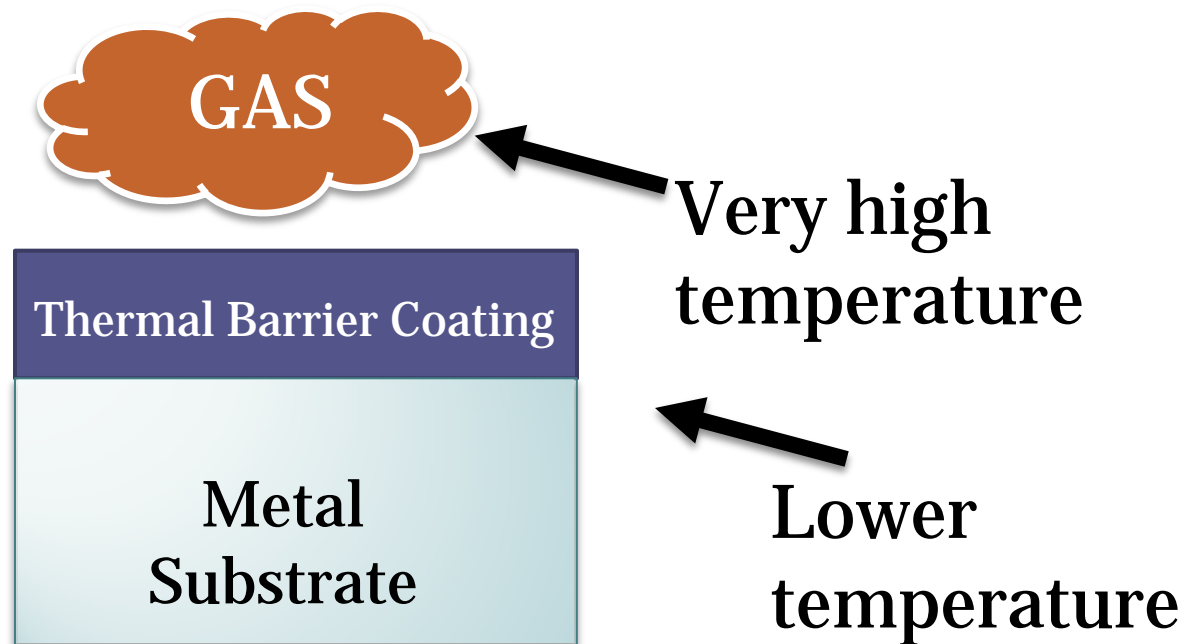 GAS
Very high
temperature
Thermal Barrier Coating
Metal
Substrate
Lower
temperature